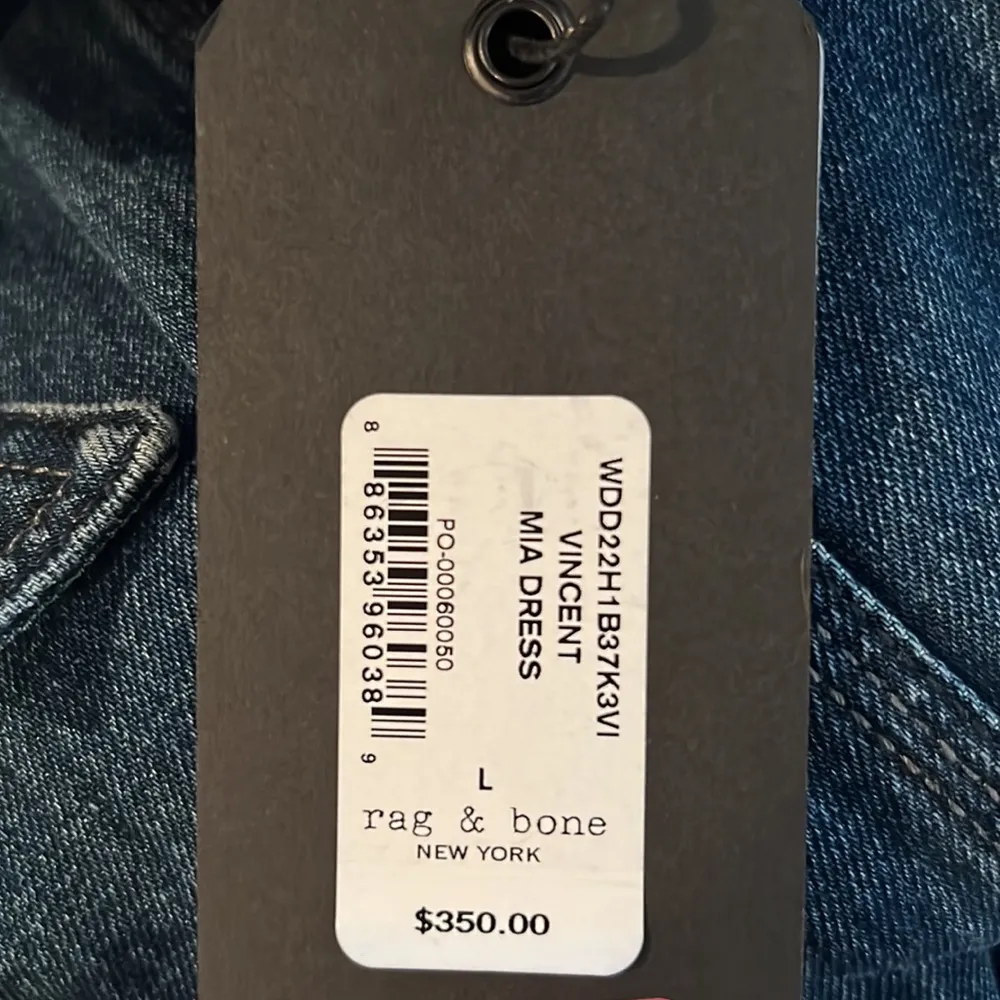 WDD22H1B37K3VI
VINCENT
MIA DRESS
PO-00060050
8 86353 96038 9
L
rag & bone
NEW YORK
$350.00